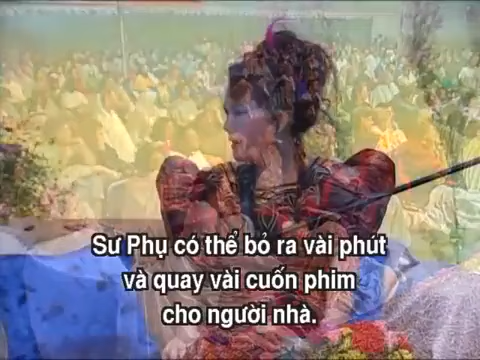 Sư Phụ có thể bỏ ra vài phút
và quay vài cuốn phim
cho người nhà.